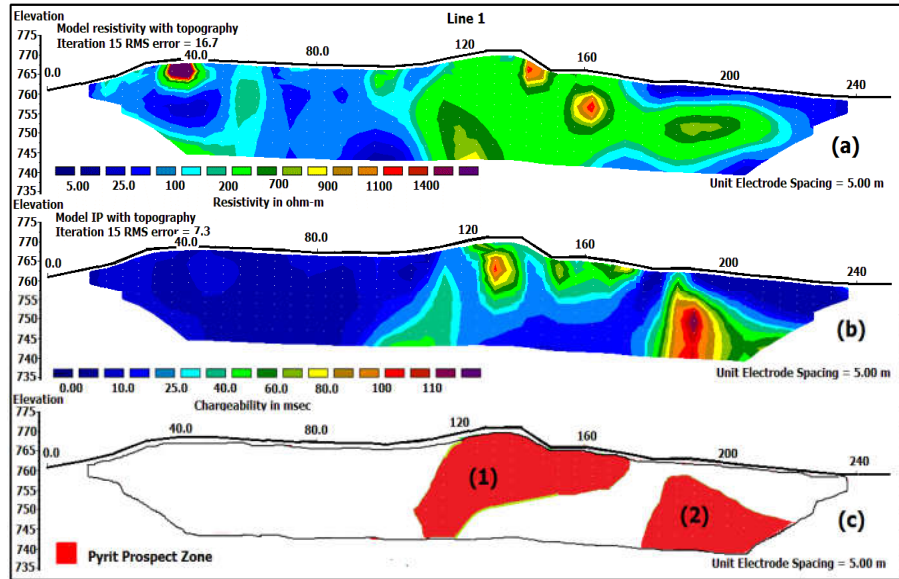 Line 1
Elevation
Model resistivity with topography
Iteration 15 RMS error = 16.7
775
770
765
760
755
750
745
740
735
0.0
40.0
80.0
120
160
200
240
(a)
5.00 25.0 100 200 700 900 1100 1400
Resistivity in ohm-m
Unit Electrode Spacing = 5.00 m
Elevation
Model IP with topography
Iteration 15 RMS error = 7.3
775
770
765
760
755
750
745
740
735
0.0
40.0
80.0
120
160
200
240
(b)
0.00 10.0 25.0 40.0 60.0 80.0 100 110
Chargeability in msec
Unit Electrode Spacing = 5.00 m
Elevation
775
770
765
760
755
750
745
740
735
0.0
40.0
80.0
120
160
200
240
(1)
(2)
(c)
Pyrit Prospect Zone
Unit Electrode Spacing = 5.00 m